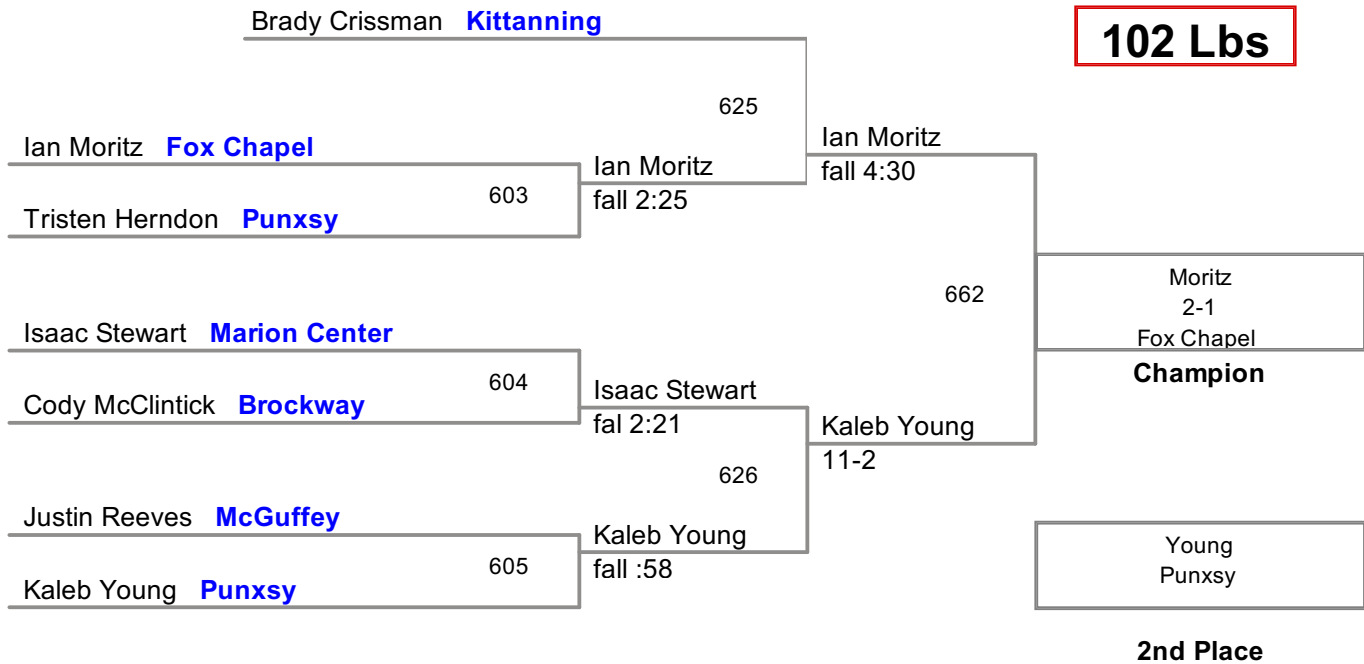 Brady Crissman Kittanning
102 Lbs
625
Ian Moritz Fox Chapel
Ian Moritz
fall 4:30
Ian Moritz
fall 2:25
603
Tristen Herndon Punxsy
662
Moritz
2-1
Fox Chapel
Champion
Isaac Stewart Marion Center
604
Cody McClintick Brockway
Isaac Stewart
fal 2:21
Kaleb Young
11-2
626
Justin Reeves McGuffey
Kaleb Young
fall :58
605
Kaleb Young Punxsy
Young
Punxsy
2nd Place